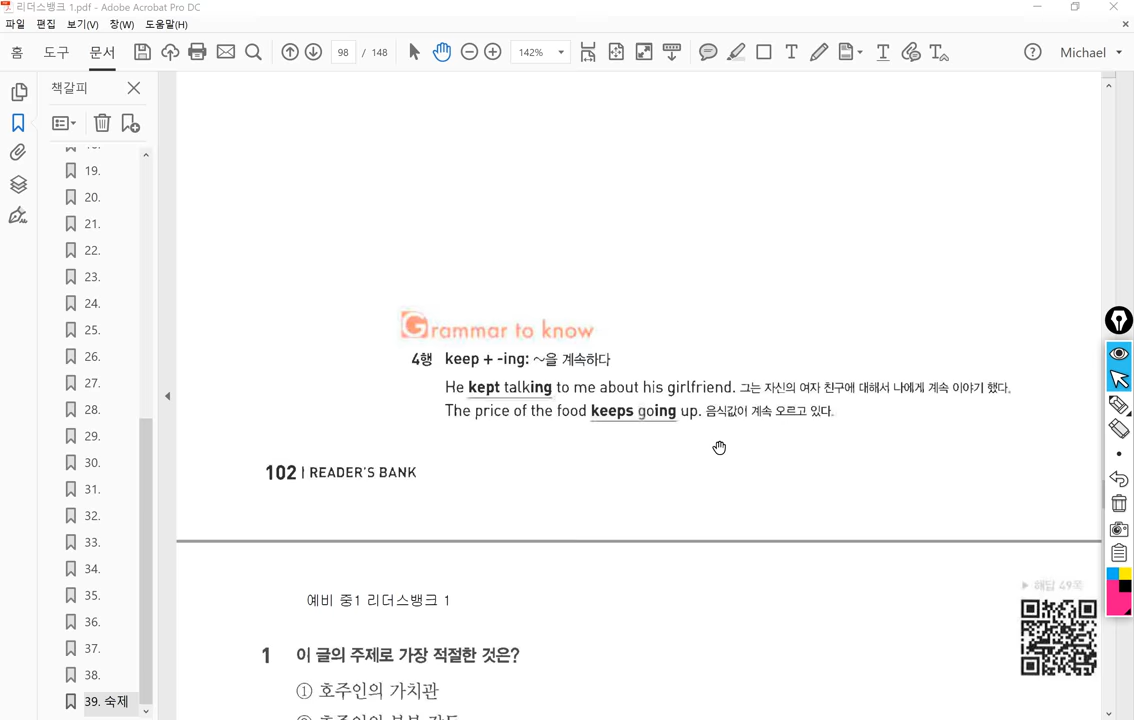 리더스뱅크 1.pdf - Adobe Acrobat Pro DC
파일 편집 보기(V) 창(W) 도움말(H)
홈 도구 문서 98 / 148 142% Michael
책갈피
19.
20.
21.
22.
23.
24.
25.
26.
27.
28.
29.
30.
31.
32.
33.
34.
35.
36.
37.
38.
39. 숙제
Grammar to know
4행 keep + -ing: ~을 계속하다
He kept talking to me about his girlfriend. 그는 자신의 여자 친구에 대해서 나에게 계속 이야기 했다.
The price of the food keeps going up. 음식값이 계속 오르고 있다.
102 | READER'S BANK
▶ 해답 49쪽
예비 중1 리더스뱅크 1
1 이 글의 주제로 가장 적절한 것은?
① 호주인의 가치관